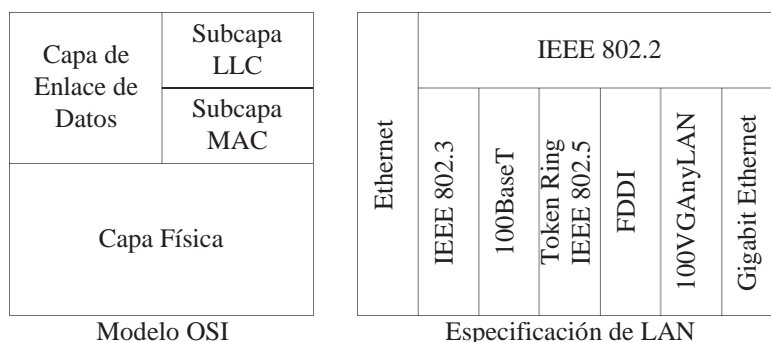 Capa de
Enlace de
Datos
Subcapa
LLC
Subcapa
MAC
Capa Física
Modelo OSI
Ethernet
IEEE 802.2
IEEE 802.3
100BaseT
Token Ring
IEEE 802.5
FDDI
100VGAnyLAN
Gigabit Ethernet
Especificación de LAN